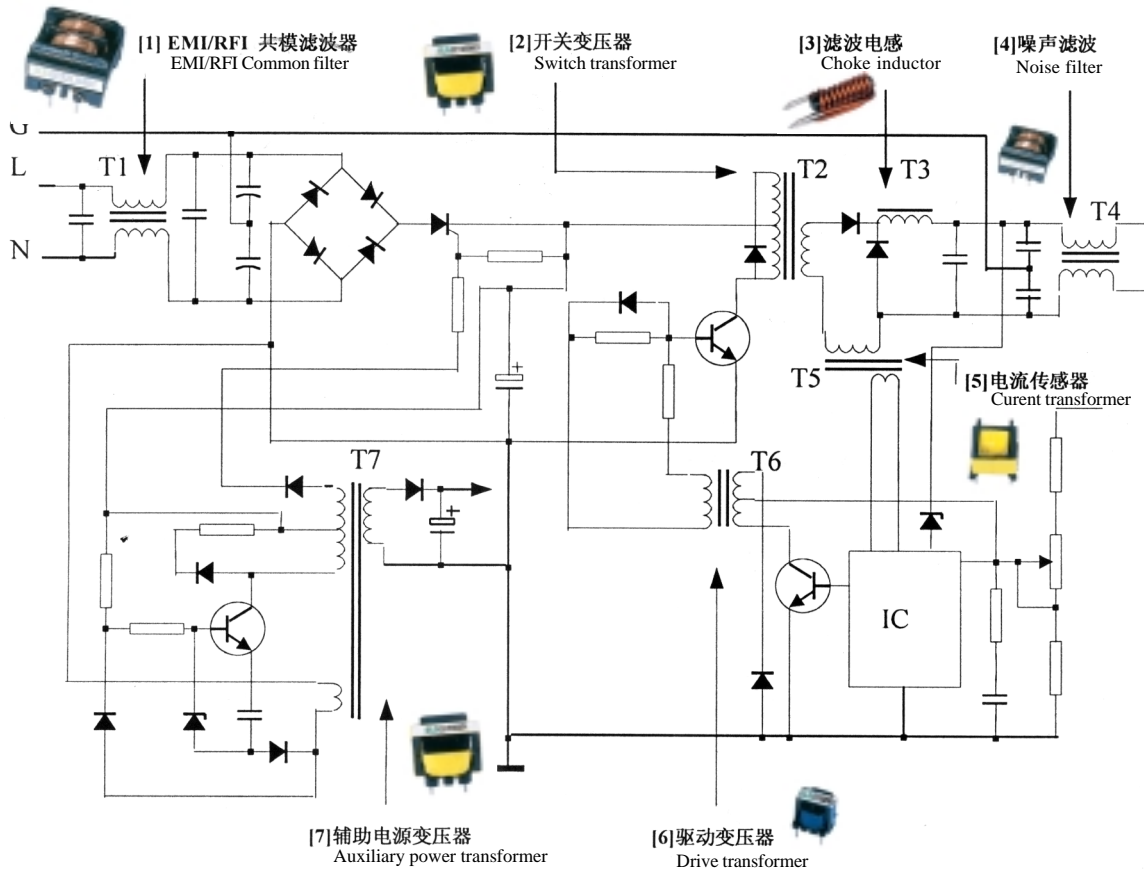 [1] EMI/RFI 共模滤波器
EMI/RFI Common filter
[2]开关变压器
Switch transformer
[3]滤波电感
Choke inductor
[4]噪声滤波
Noise filter
G
L
N
T1
T2
T3
T4
T5
[5]电流传感器
Curent transformer
T7
T6
+
+
IC
[7]辅助电源变压器
Auxiliary power transformer
[6]驱动变压器
Drive transformer